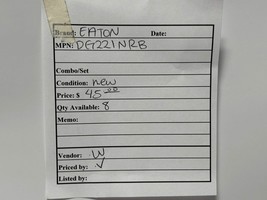 Brand: EATON Date:
MPN: DG221NRB
Combo/Set
Condition: new
Price: $ 45.00
Qty Available: 8
Memo:
Vendor: W
Priced by: ✓
Listed by: